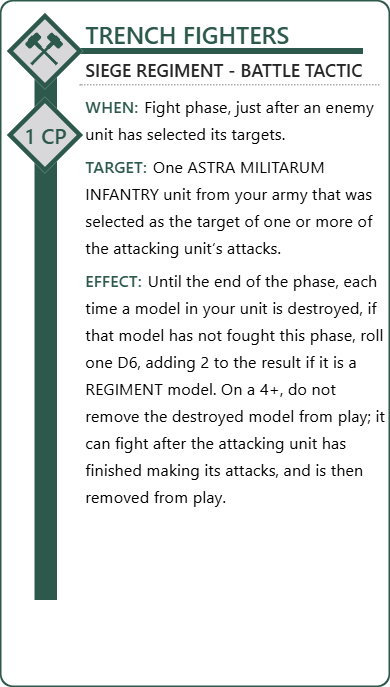 TRENCH FIGHTERS
SIEGE REGIMENT - BATTLE TACTIC
1 CP
WHEN: Fight phase, just after an enemy
unit has selected its targets.
TARGET: One ASTRA MILITARUM
INFANTRY unit from your army that was
selected as the target of one or more of
the attacking unit’s attacks.
EFFECT: Until the end of the phase, each
time a model in your unit is destroyed, if
that model has not fought this phase, roll
one D6, adding 2 to the result if it is a
REGIMENT model. On a 4+, do not
remove the destroyed model from play; it
can fight after the attacking unit has
finished making its attacks, and is then
removed from play.